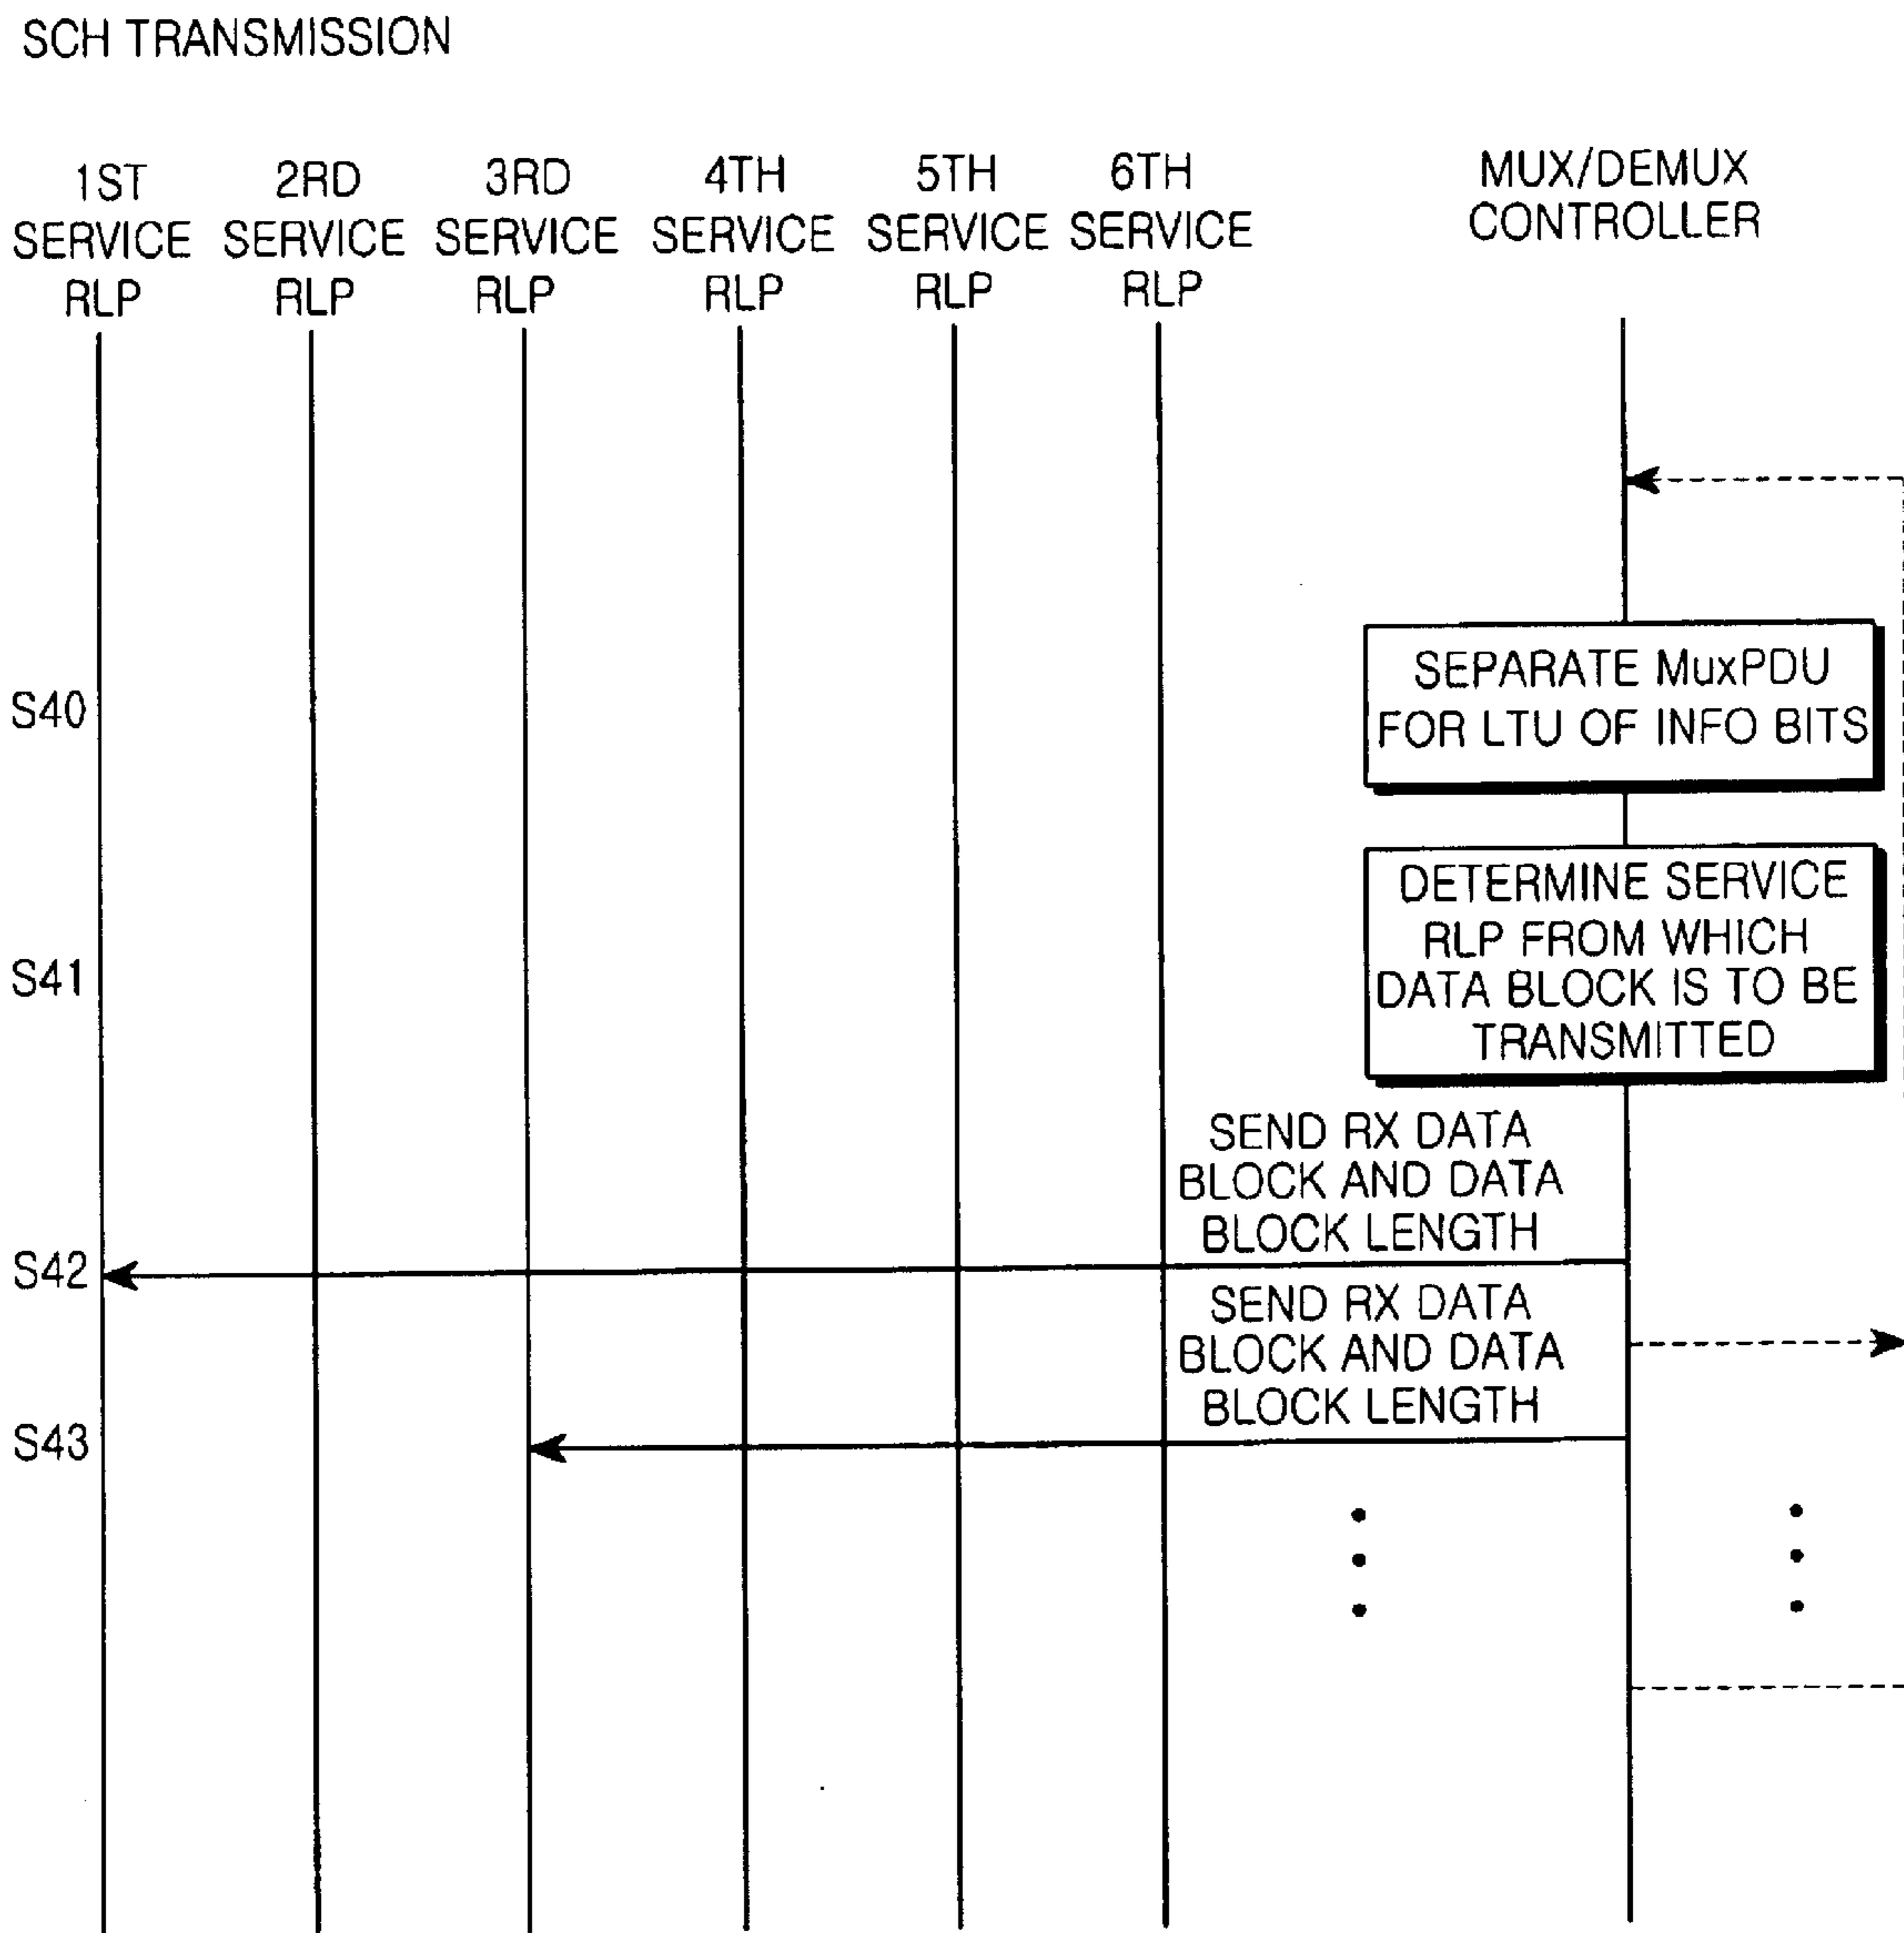 SCH TRANSMISSION
1ST
SERVICE
RLP
2RD
SERVICE
RLP
3RD
SERVICE
RLP
4TH
SERVICE
RLP
5TH
SERVICE
RLP
6TH
SERVICE
RLP
MUX/DEMUX
CONTROLLER
S40
SEPARATE MuxPDU
FOR LTU OF INFO BITS
S41
DETERMINE SERVICE
RLP FROM WHICH
DATA BLOCK IS TO BE
TRANSMITTED
SEND RX DATA
BLOCK AND DATA
BLOCK LENGTH
S42
SEND RX DATA
BLOCK AND DATA
BLOCK LENGTH
S43